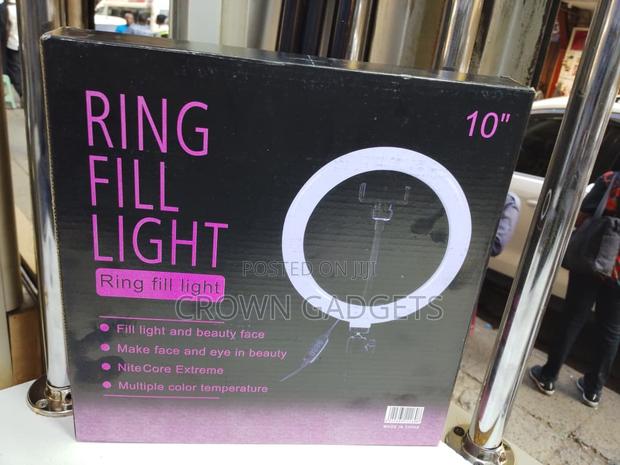 RING
FILL
LIGHT
10"
Ring fill light
POSTED ON JIJI
CROWN GADGETS
Fill light and beauty face
Make face and eye in beauty
NiteCore Extreme
Multiple color temperature
MADE IN CHINA